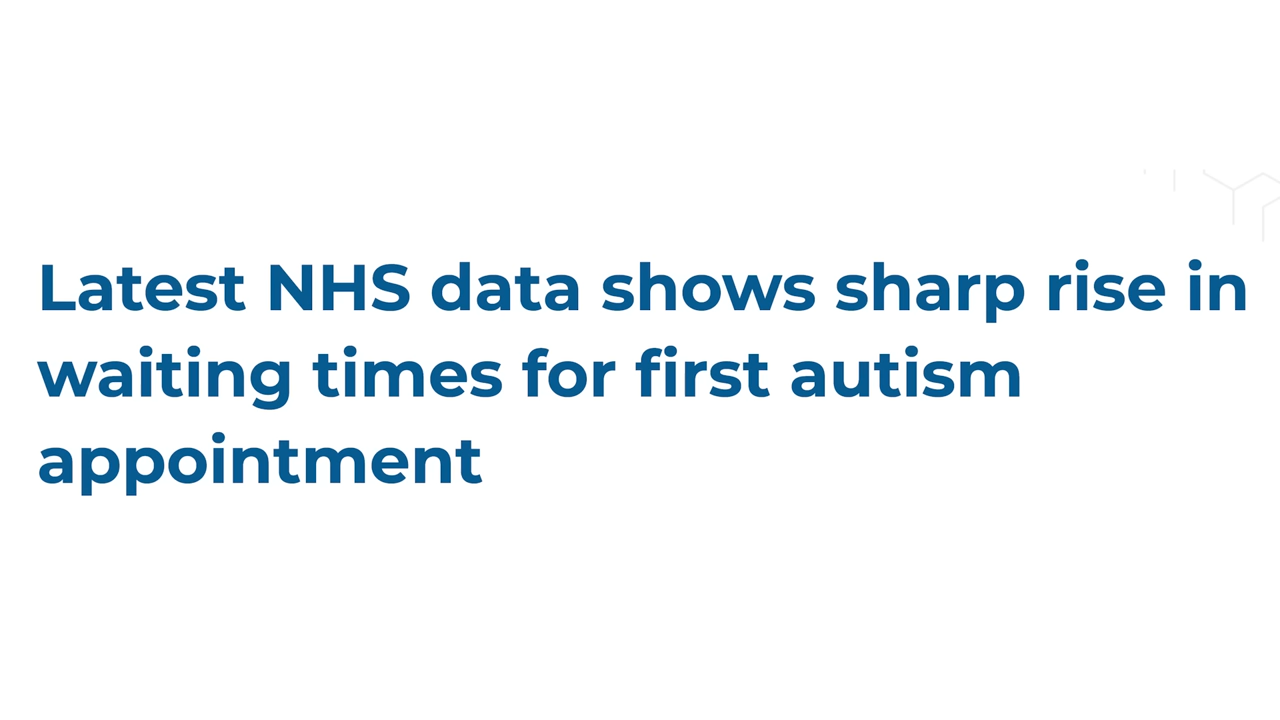 Latest NHS data shows sharp rise in
waiting times for first autism
appointment